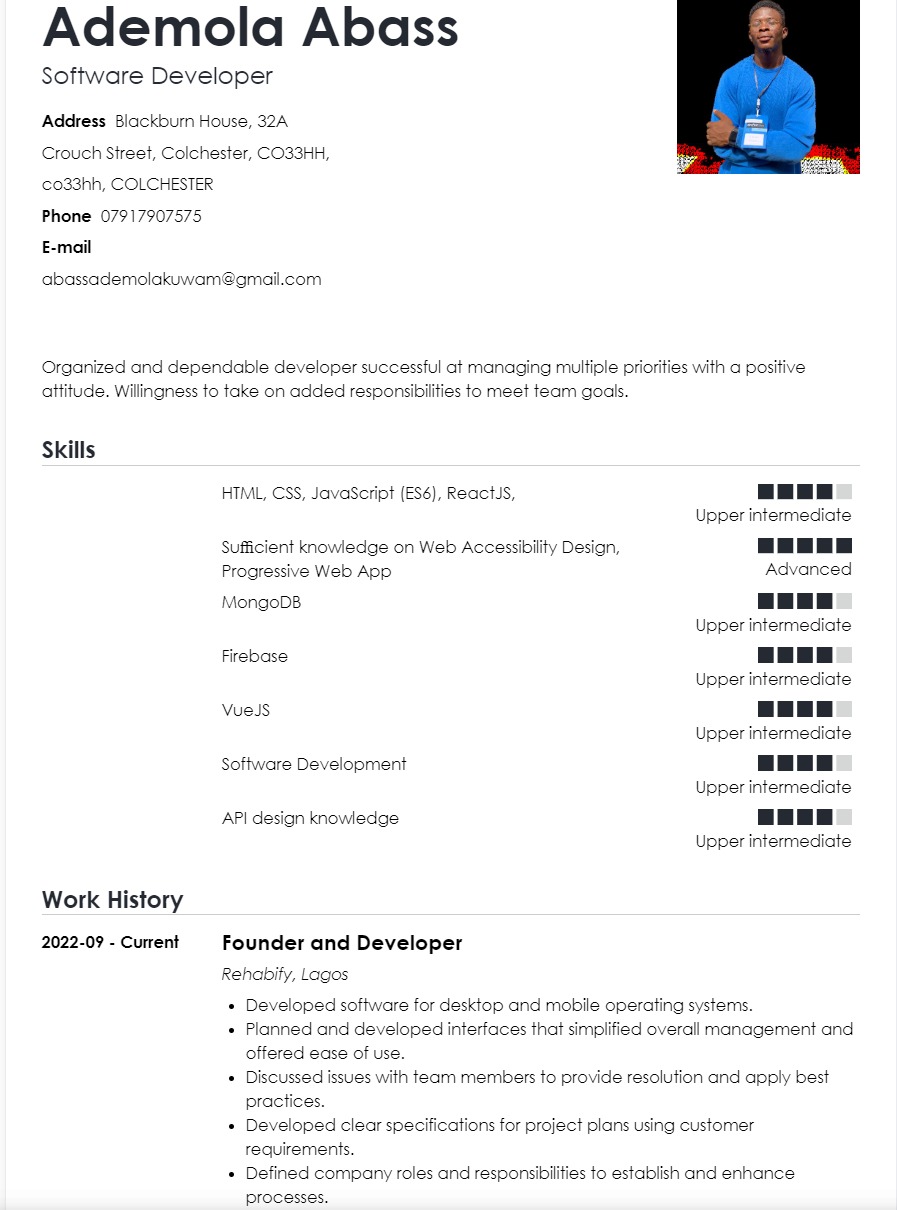 Ademola Abass
Software Developer
Address Blackburn House, 32A
Crouch Street, Colchester, CO33HH,
co33hh, COLCHESTER
Phone 07917907575
E-mail
abassademolakuwam@gmail.com
Organized and dependable developer successful at managing multiple priorities with a positive
attitude. Willingness to take on added responsibilities to meet team goals.
Skills
HTML, CSS, JavaScript (ES6), ReactJS,
Upper intermediate
Sufficient knowledge on Web Accessibility Design,
Progressive Web App
Advanced
MongoDB
Upper intermediate
Firebase
Upper intermediate
VueJS
Upper intermediate
Software Development
Upper intermediate
API design knowledge
Upper intermediate
Work History
2022-09 - Current Founder and Developer
Rehabify, Lagos
• Developed software for desktop and mobile operating systems.
• Planned and developed interfaces that simplified overall management and
offered ease of use.
• Discussed issues with team members to provide resolution and apply best
practices.
• Developed clear specifications for project plans using customer
requirements.
• Defined company roles and responsibilities to establish and enhance
processes.